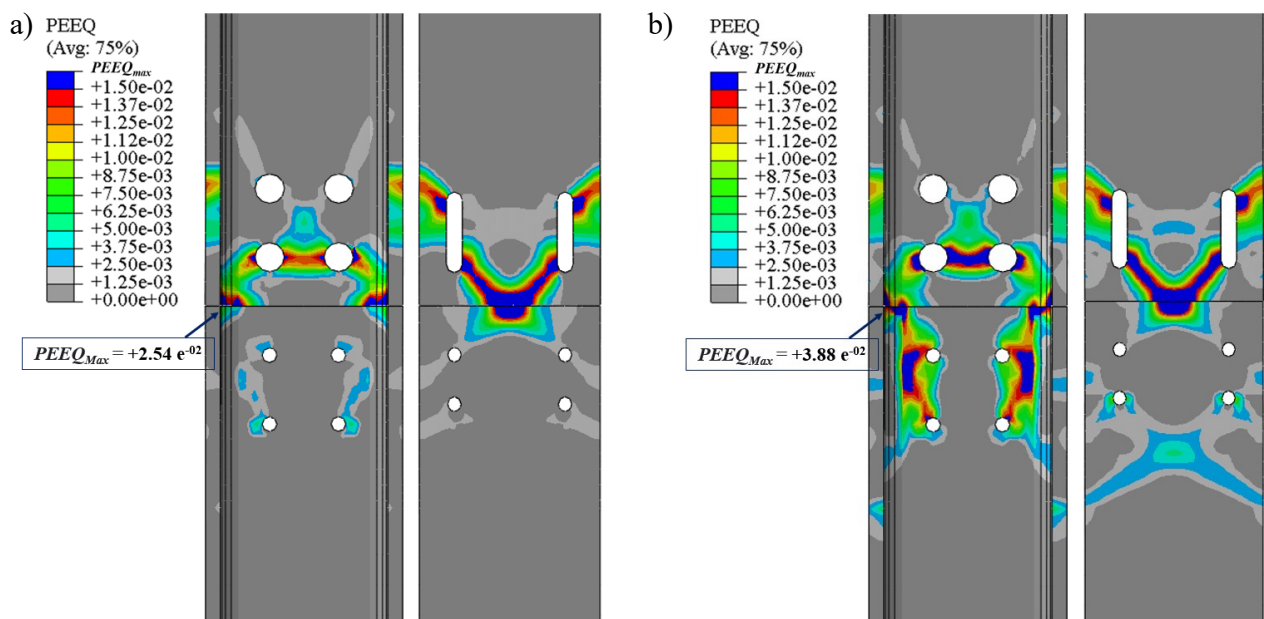 a)
PEEQ
(Avg: 75%)
PEEQmax
+1.50e-02
+1.37e-02
+1.25e-02
+1.12e-02
+1.00e-02
+8.75e-03
+7.50e-03
+6.25e-03
+5.00e-03
+3.75e-03
+2.50e-03
+1.25e-03
+0.00e+00
PEEQMax = +2.54 e-02
b)
PEEQ
(Avg: 75%)
PEEQmax
+1.50e-02
+1.37e-02
+1.25e-02
+1.12e-02
+1.00e-02
+8.75e-03
+7.50e-03
+6.25e-03
+5.00e-03
+3.75e-03
+2.50e-03
+1.25e-03
+0.00e+00
PEEQMax = +3.88 e-02